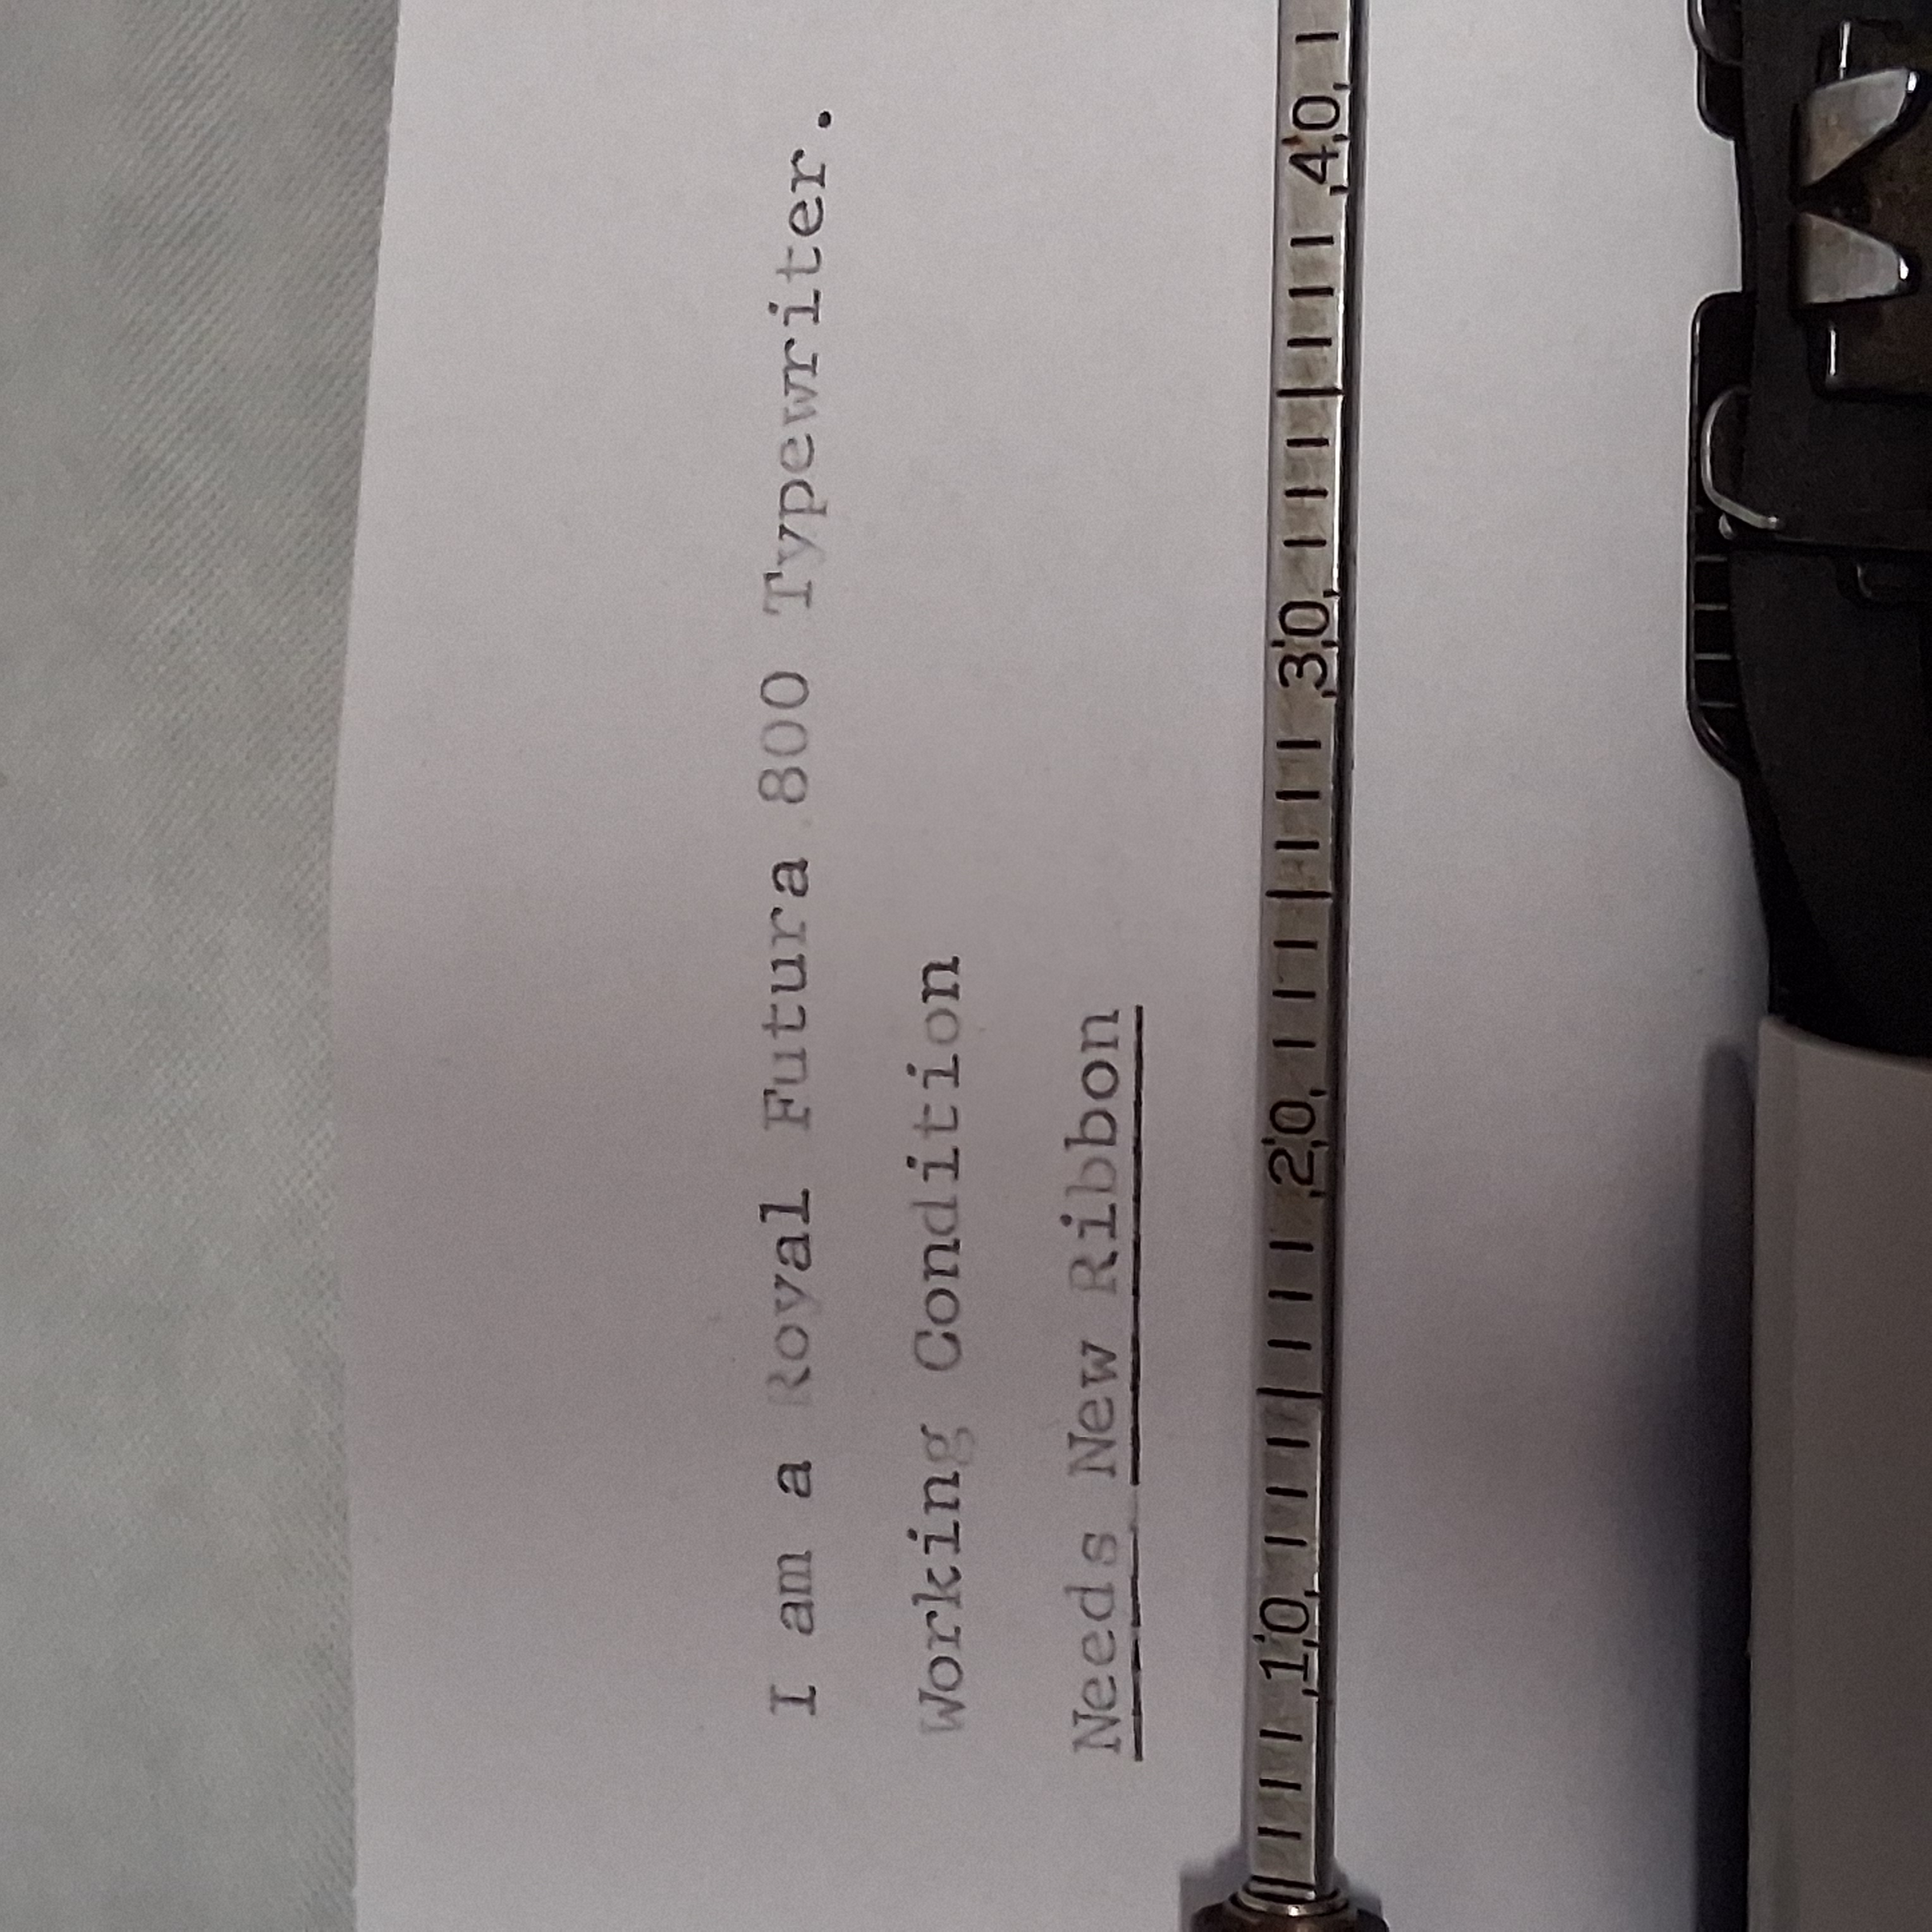 I am a Royal Futura 800 Typewriter.
Working Condition
Needs New Ribbon
10 20 30 40